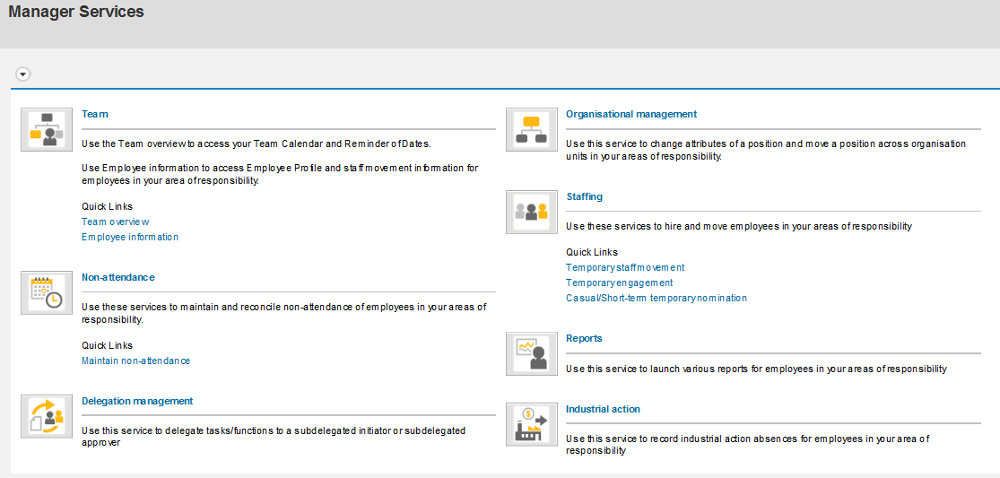 Manager Services
Team
Use the Team overview to access your Team Calendar and Reminder of Dates.
Use Employee information to access Employee Profile and staff movement information for
employees in your area of responsibility.
Quick Links
Team overview
Employee information
Non-attendance
Use these services to maintain and reconcile non-attendance of employees in your areas of
responsibility.
Quick Links
Maintain non-attendance
Delegation management
Use this service to delegate tasks/functions to a subdelegated initiator or subdelegated
approver
Organisational management
Use this service to change attributes of a position and move a position across organisation
units in your areas of responsibility.
Staffing
Use these services to hire and move employees in your areas of responsibility
Quick Links
Temporary staff movement
Temporary engagement
Casual/Short-term temporary nomination
Reports
Use this service to launch various reports for employees in your areas of responsibility
Industrial action
Use this service to record industrial action absences for employees in your area of
responsibility